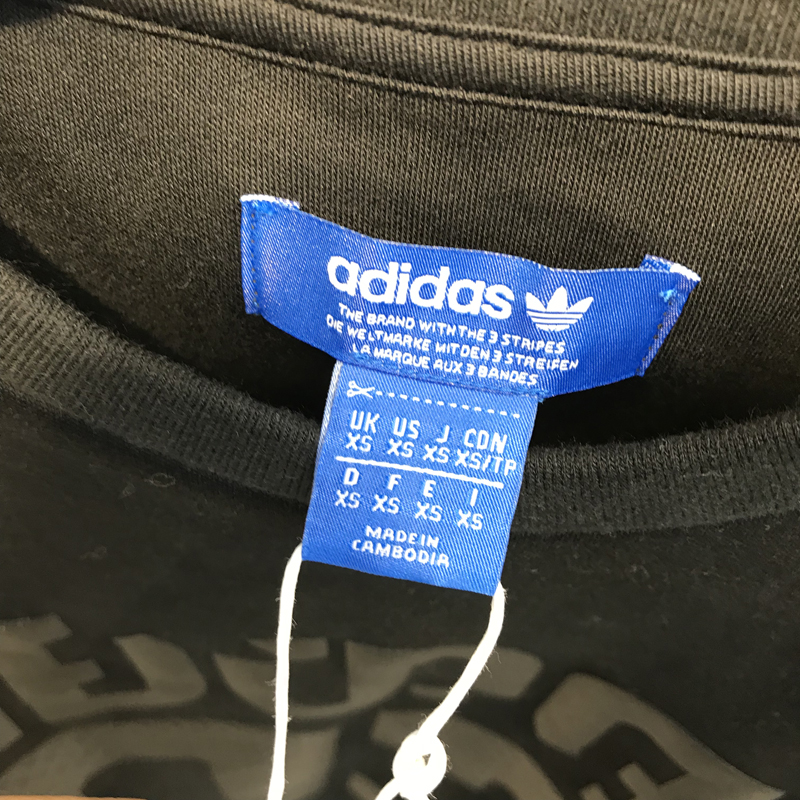 adidas
THE BRAND WITH THE 3 STRIPES
DIE WELTMARKE MIT DEN 3 STREIFEN
LA MARQUE AUX 3 BANDES
UK US J CDN
XS XS XS XS/TP
D F E I
XS XS XS XS
MADE IN
CAMBODIA